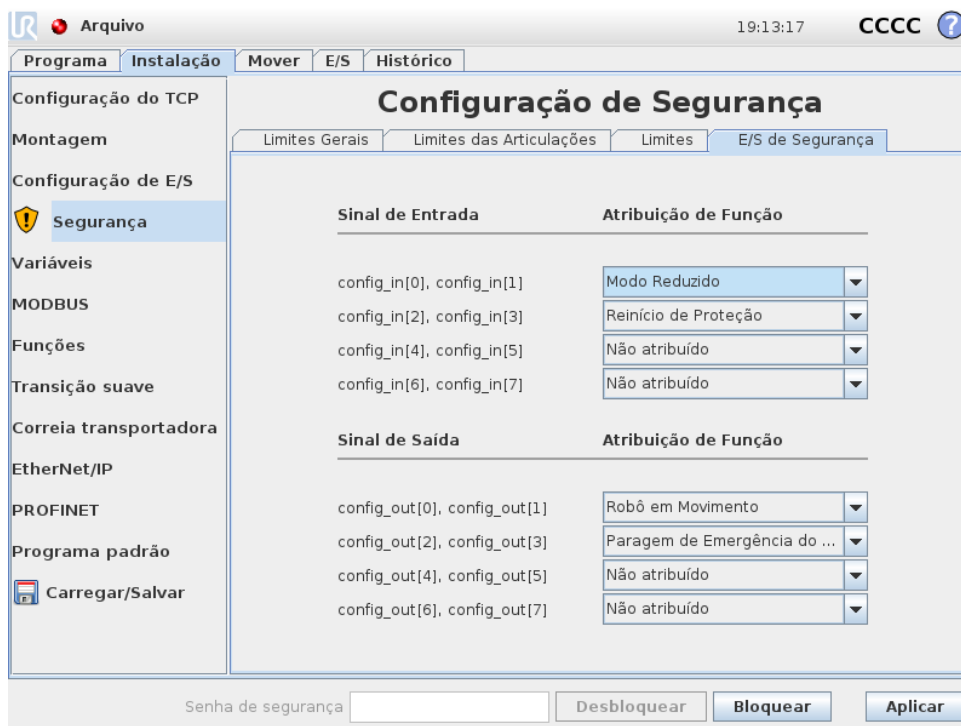 UR Arquivo 19:13:17 CCCC ?
Programa Instalação Mover E/S Histórico
Configuração do TCP
Montagem
Configuração de E/S
Segurança
Variáveis
MODBUS
Funções
Transição suave
Correia transportadora
EtherNet/IP
PROFINET
Programa padrão
Carregar/Salvar
Configuração de Segurança
Limites Gerais Limites das Articulações Limites E/S de Segurança
Sinal de Entrada Atribuição de Função
config_in[0], config_in[1] Modo Reduzido
config_in[2], config_in[3] Reinício de Proteção
config_in[4], config_in[5] Não atribuído
config_in[6], config_in[7] Não atribuído
Sinal de Saída Atribuição de Função
config_out[0], config_out[1] Robô em Movimento
config_out[2], config_out[3] Paragem de Emergência do ...
config_out[4], config_out[5] Não atribuído
config_out[6], config_out[7] Não atribuído
Senha de segurança Desbloquear Bloquear Aplicar